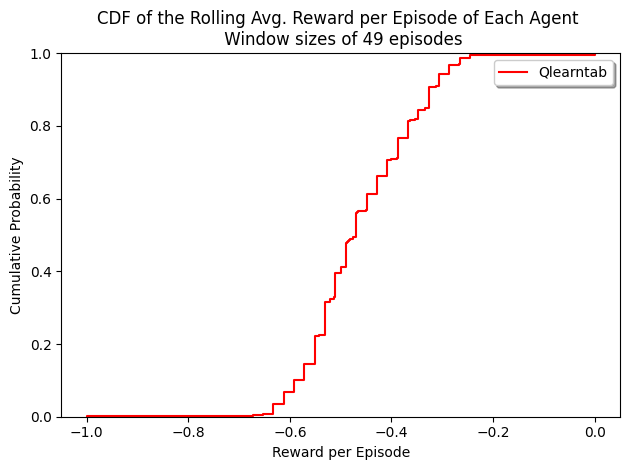 CDF of the Rolling Avg. Reward per Episode of Each Agent
Window sizes of 49 episodes
Qlearntab
Cumulative Probability
1.0
0.8
0.6
0.4
0.2
0.0
−1.0 −0.8 −0.6 −0.4 −0.2 0.0
Reward per Episode